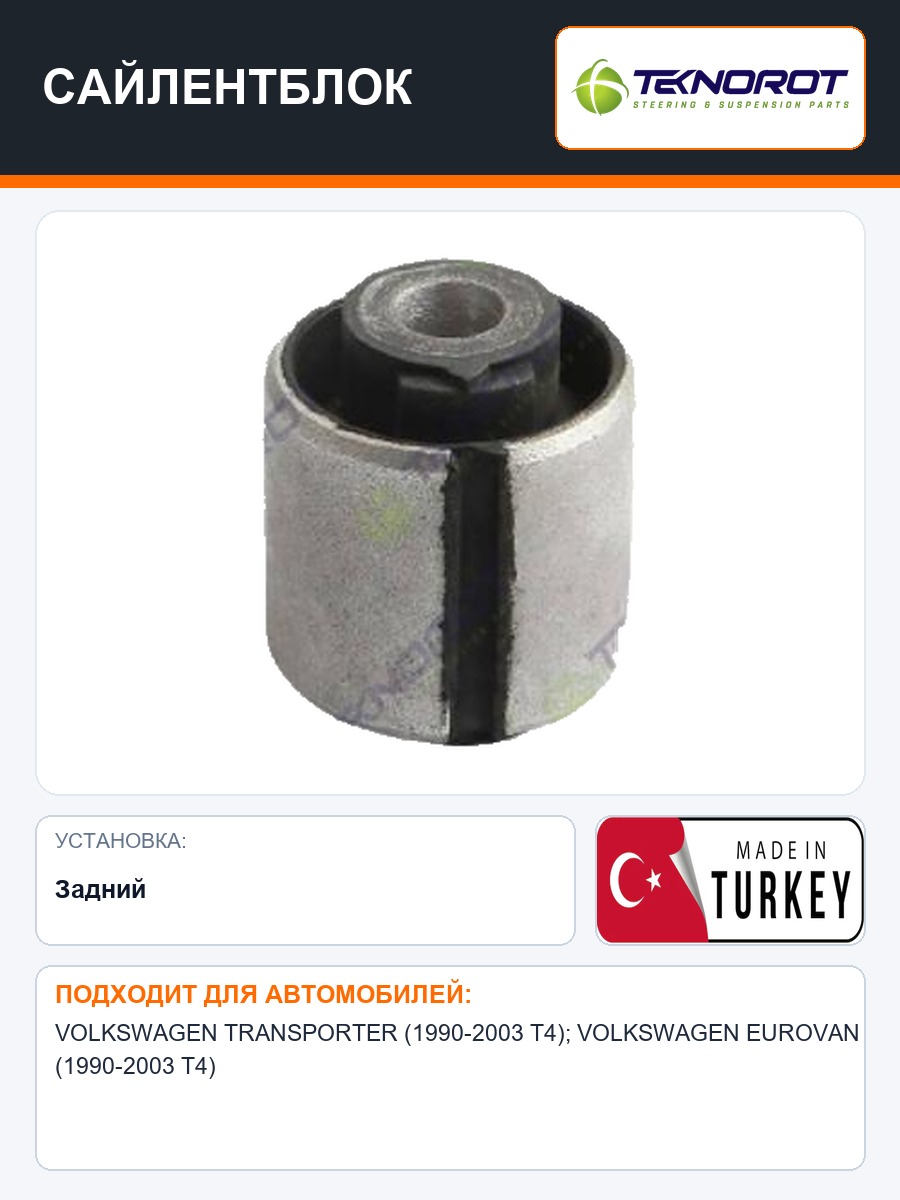 САЙЛЕНТБЛОК
TEKNOROT
STEERING & SUSPENSION PARTS
УСТАНОВКА:
Задний
MADE IN
TURKEY
ПОДХОДИТ ДЛЯ АВТОМОБИЛЕЙ:
VOLKSWAGEN TRANSPORTER (1990-2003 T4); VOLKSWAGEN EUROVAN
(1990-2003 T4)